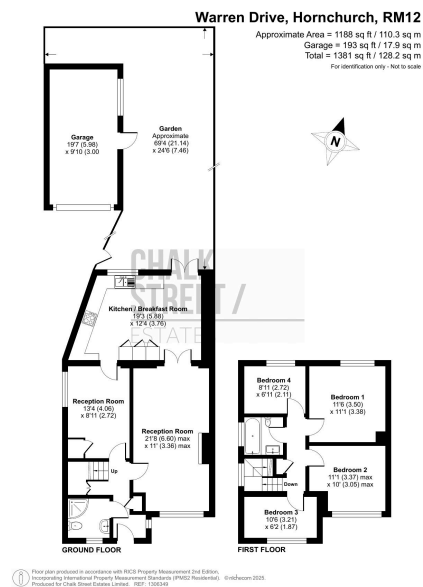 Warren Drive, Hornchurch, RM12
Approximate Area = 1188 sq ft / 110.3 sq m
Garage = 193 sq ft / 17.9 sq m
Total = 1381 sq ft / 128.2 sq m
For identification only - Not to scale
Garage
19'7 (5.98)
x 9'10 (3.00
Garden
Approximate
69'4 (21.14)
x 24'6 (7.46)
N
CHALK
STREET /
ESTATE
Kitchen / Breakfast Room
19'3 (5.88)
x 12'4 (3.76)
Reception Room
13'4 (4.06)
x 8'11 (2.72)
Reception Room
21'8 (6.60) max
x 11' (3.36) max
Up
GROUND FLOOR
Bedroom 4
8'11 (2.72)
x 6'11 (2.11)
Bedroom 1
11'6 (3.50)
x 11'1 (3.38)
Bedroom 2
11'1 (3.37) max
x 10' (3.05) max
Down
Bedroom 3
10'6 (3.21)
x 6'2 (1.87)
FIRST FLOOR
Floor plan produced in accordance with RICS Property Measurement 2nd Edition,
Incorporating International Property Measurement Standards (IPMS2 Residential). ©nichecom 2025.
Produced for Chalk Street Estates Limited. REF: 1306349